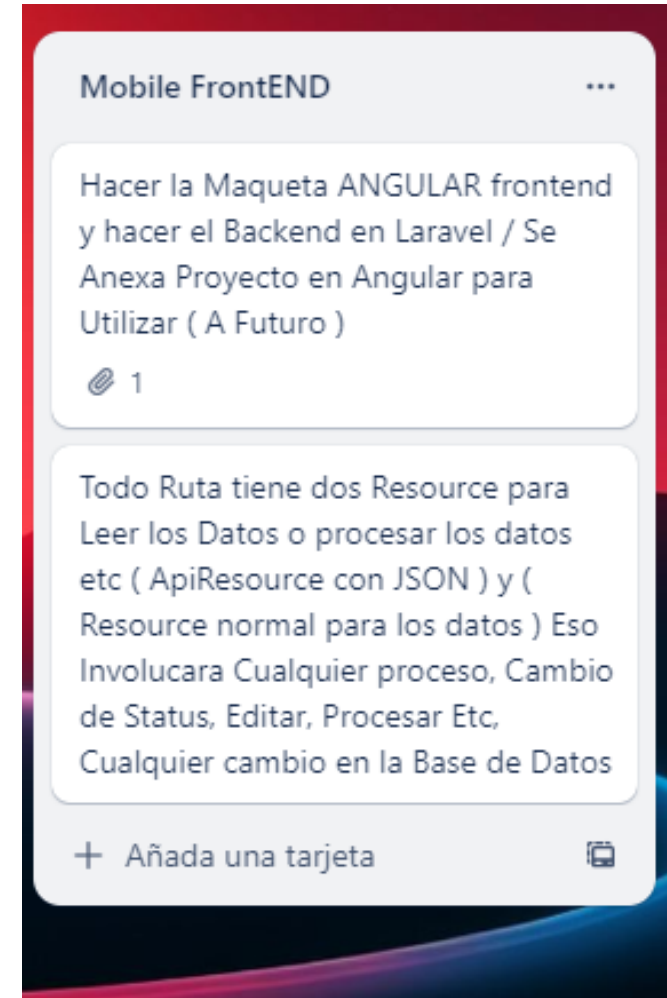 Mobile FrontEND
Hacer la Maqueta ANGULAR frontend
y hacer el Backend en Laravel / Se
Anexa Proyecto en Angular para
Utilizar ( A Futuro )
1
Todo Ruta tiene dos Resource para
Leer los Datos o procesar los datos
etc ( ApiResource con JSON ) y (
Resource normal para los datos ) Eso
Involucara Cualquier proceso, Cambio
de Status, Editar, Procesar Etc,
Cualquier cambio en la Base de Datos
+ Añada una tarjeta